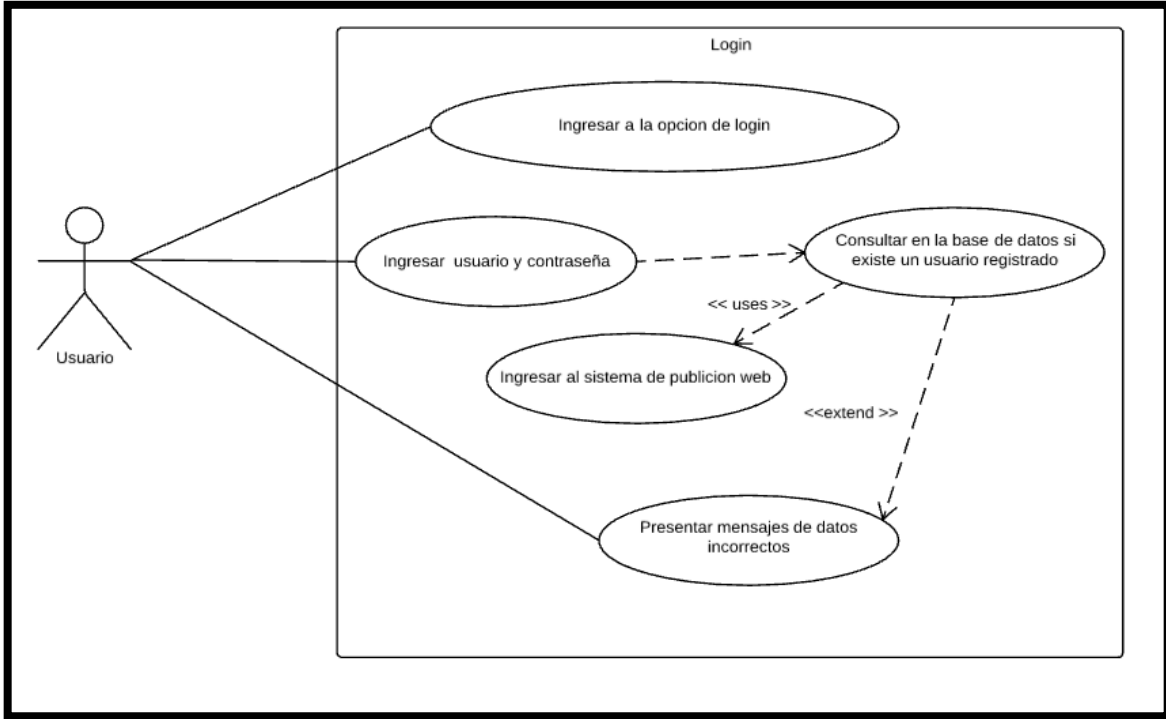 Login
Ingresar a la opcion de login
Ingresar usuario y contraseña
Consultar en la base de datos si
existe un usuario registrado
<< uses >>
Usuario
Ingresar al sistema de publicion web
<<extend >>
Presentar mensajes de datos
incorrectos